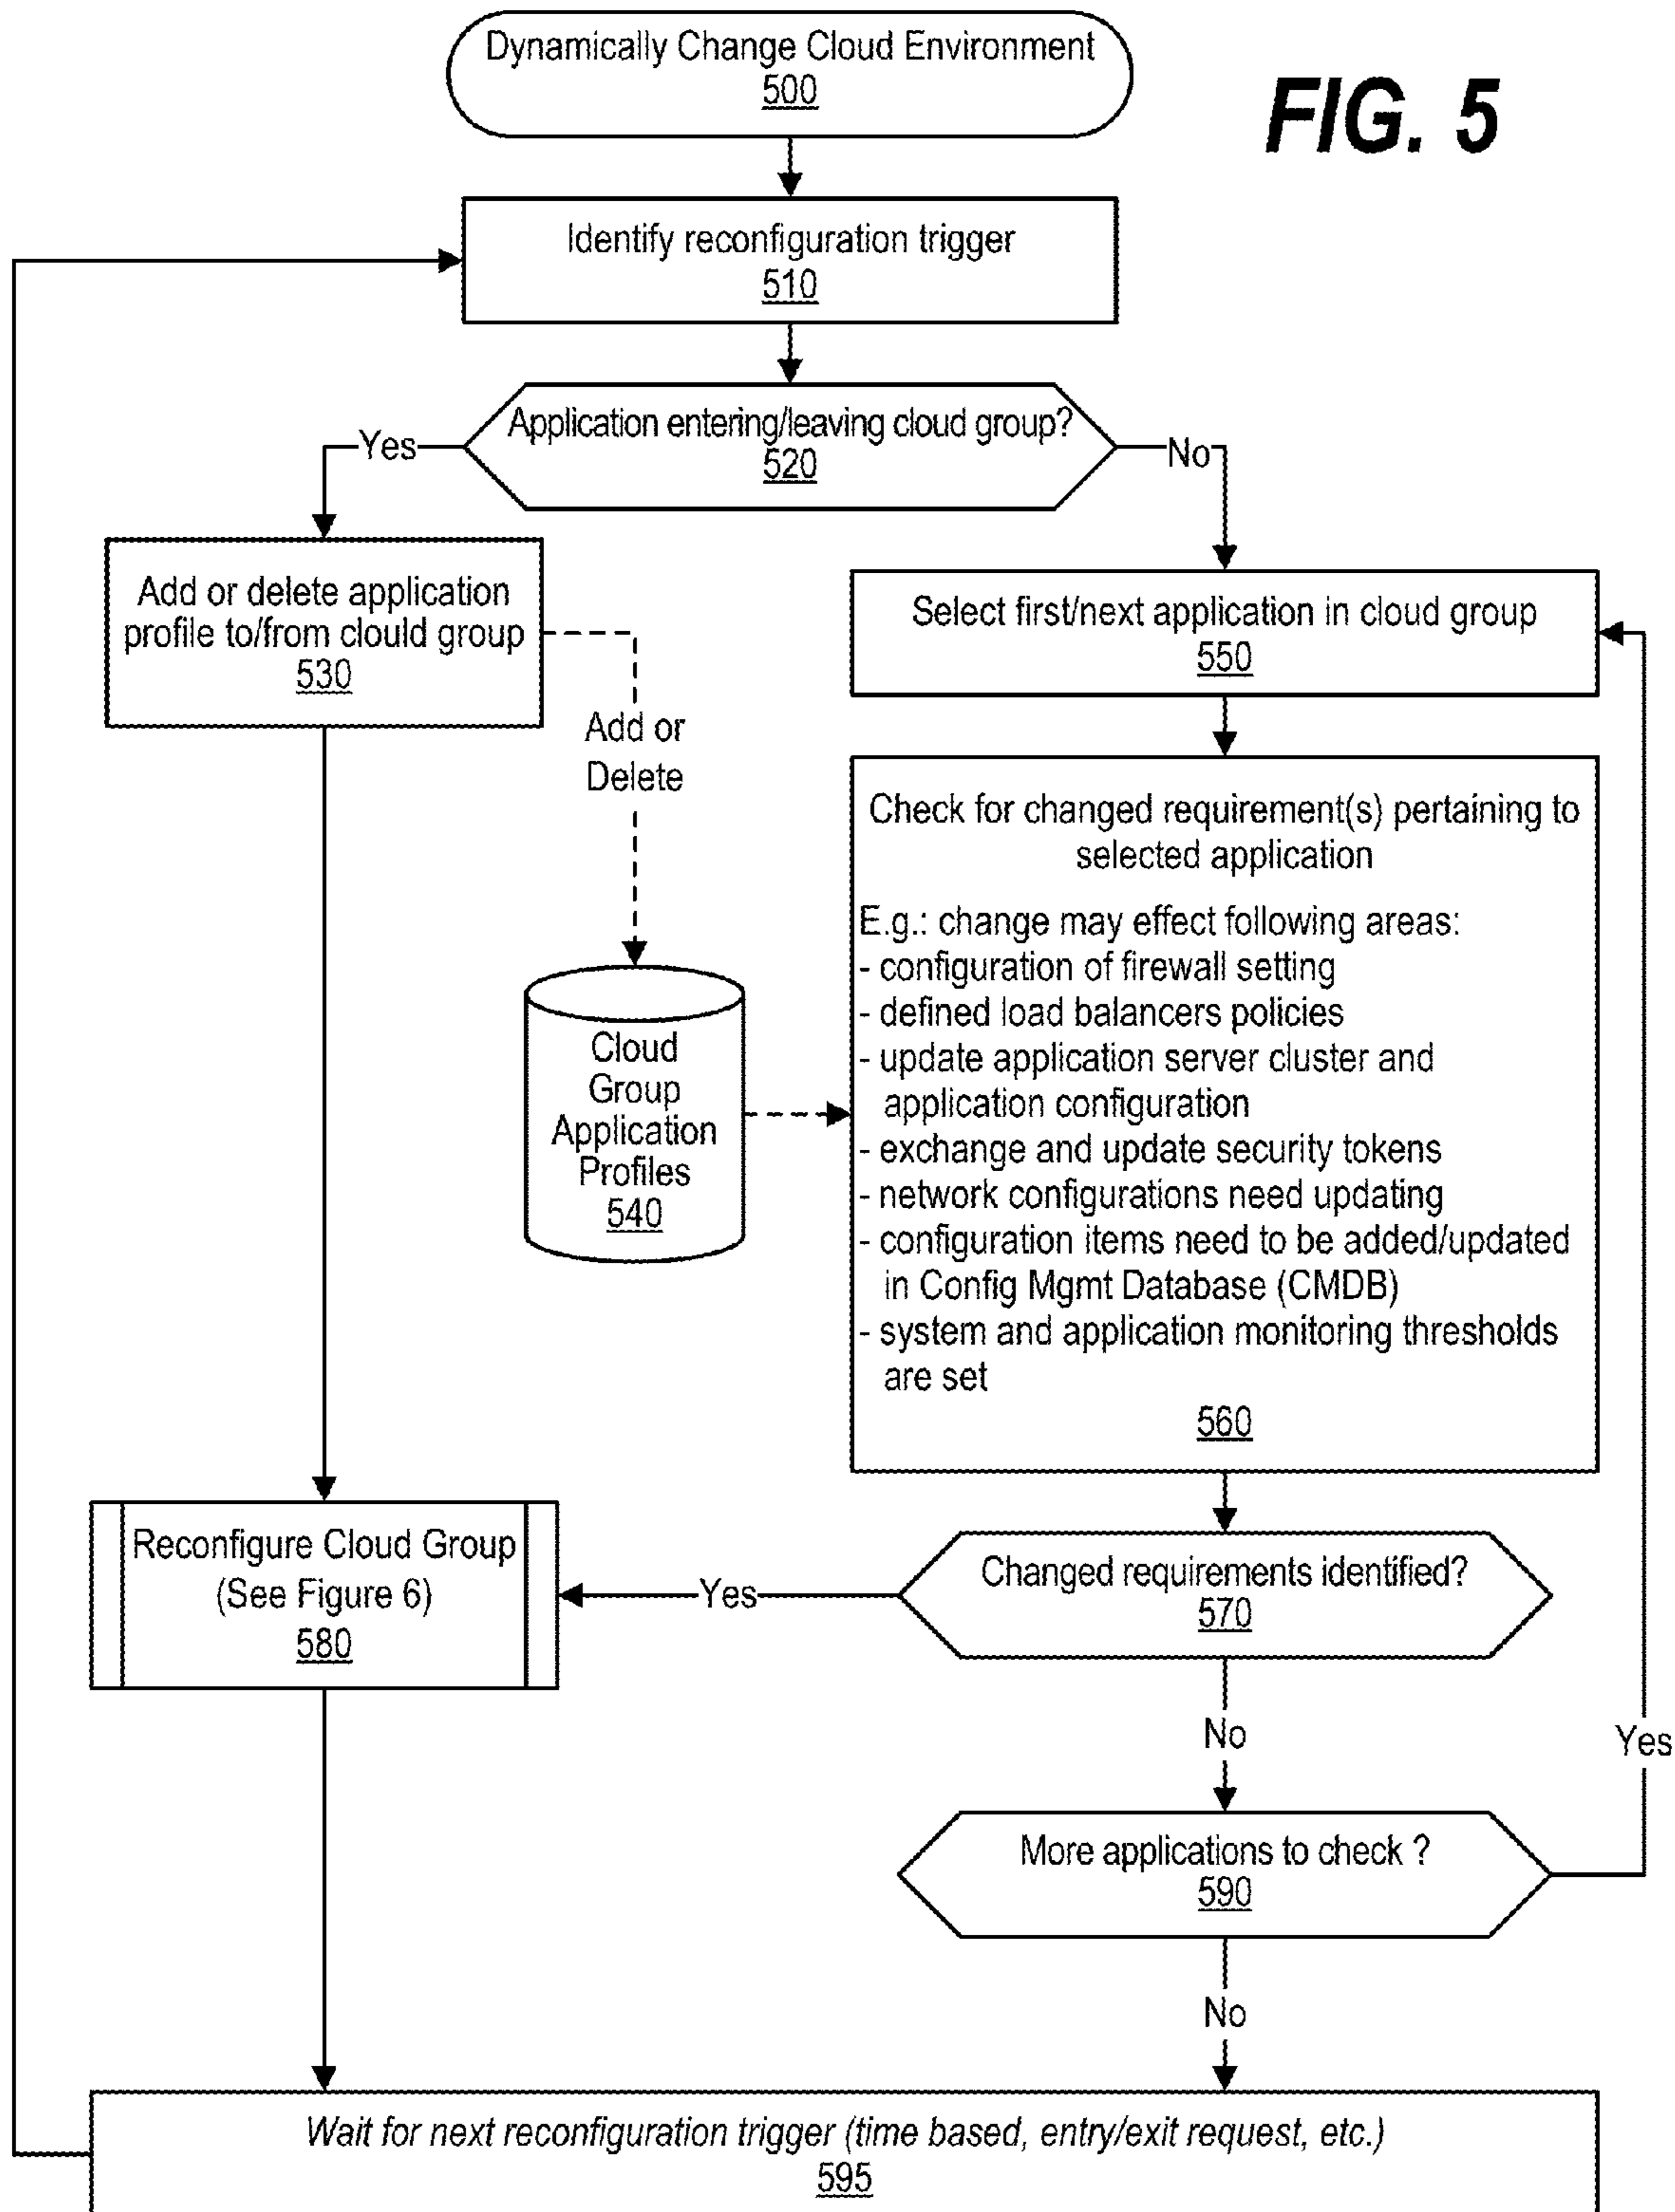 Dynamically Change Cloud Environment
500
FIG. 5
Identify reconfiguration trigger
510
Application entering/leaving cloud group?
520
Yes
No
Add or delete application
profile to/from clould group
530
Add or
Delete
Cloud
Group
Application
Profiles
540
Select first/next application in cloud group
550
Check for changed requirement(s) pertaining to
selected application
E.g.: change may effect following areas:
- configuration of firewall setting
- defined load balancers policies
- update application server cluster and
application configuration
- exchange and update security tokens
- network configurations need updating
- configuration items need to be added/updated
in Config Mgmt Database (CMDB)
- system and application monitoring thresholds
are set
560
Reconfigure Cloud Group
(See Figure 6)
580
Yes
Changed requirements identified?
570
No
Yes
More applications to check ?
590
No
Wait for next reconfiguration trigger (time based, entry/exit request, etc.)
595